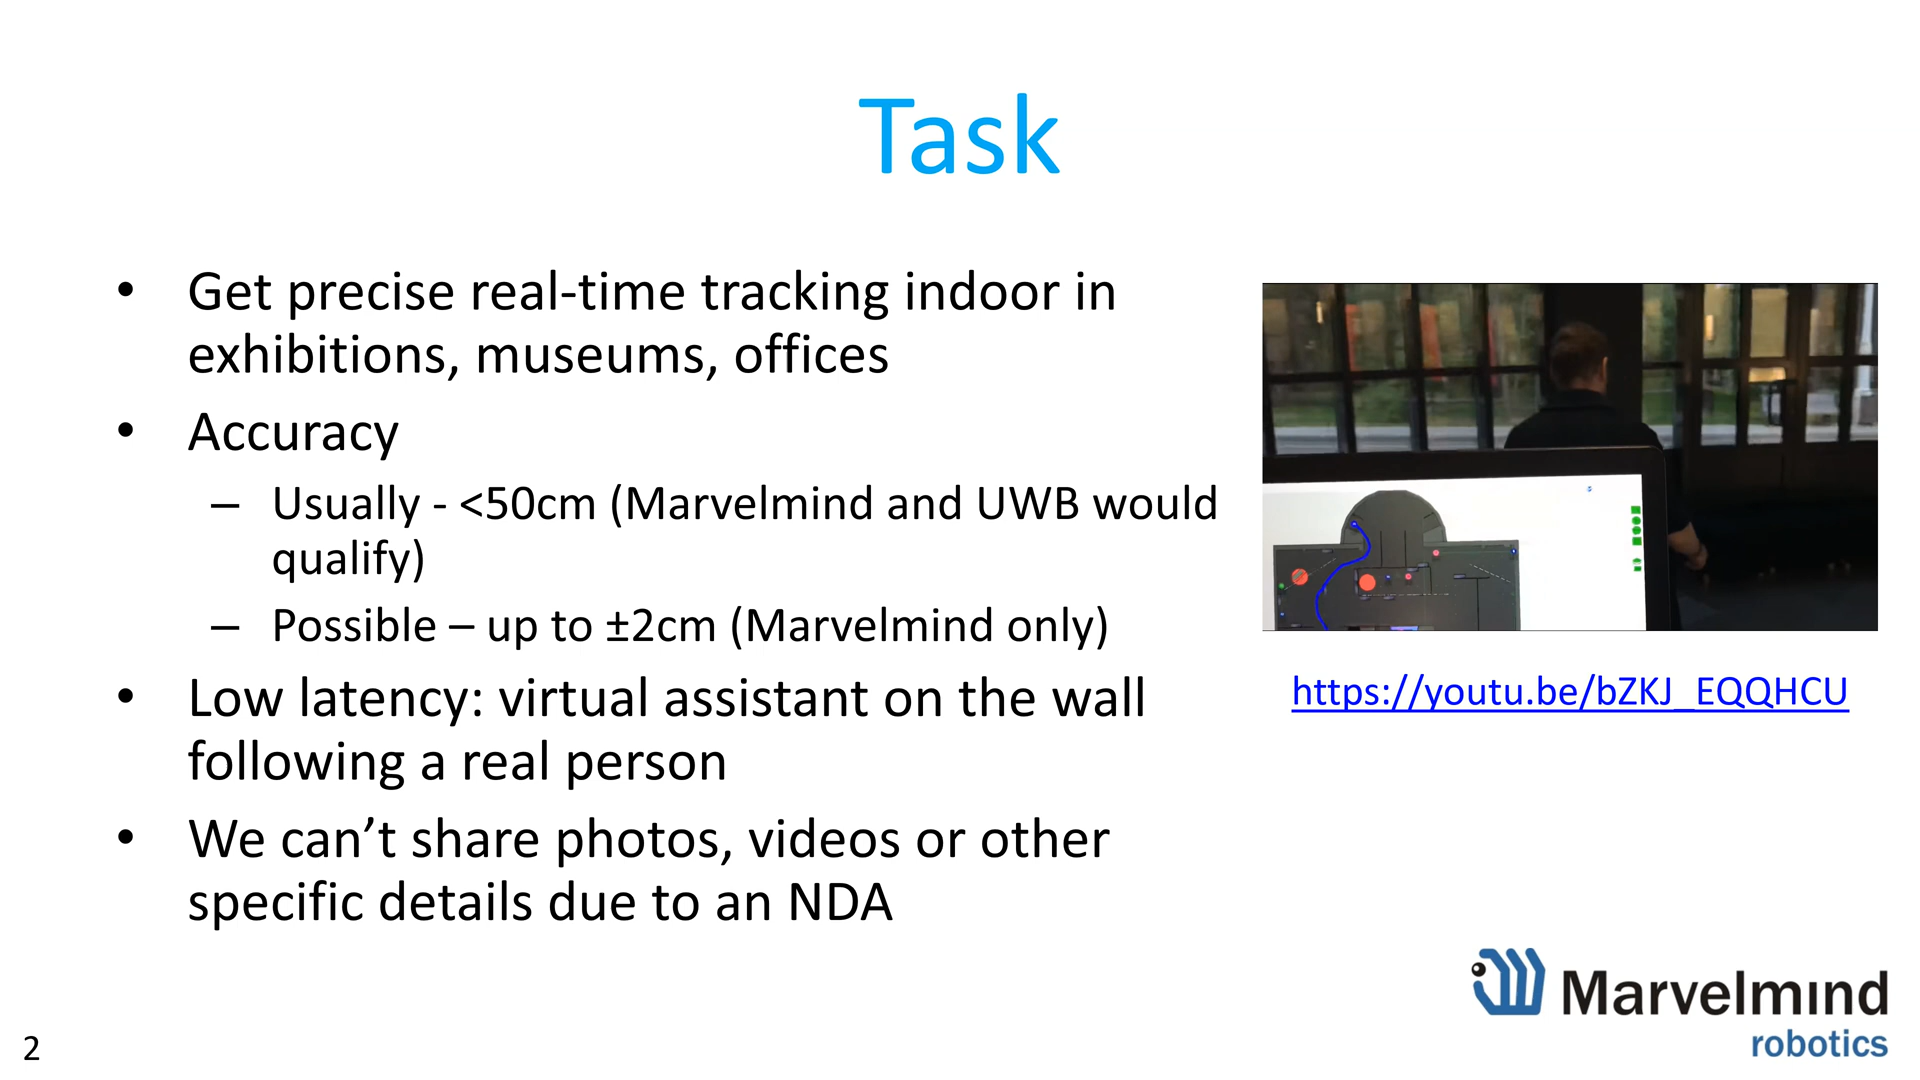 Task
• Get precise real-time tracking indoor in
exhibitions, museums, offices
• Accuracy
– Usually - <50cm (Marvelmind and UWB would
qualify)
– Possible – up to ±2cm (Marvelmind only)
• Low latency: virtual assistant on the wall
following a real person
• We can’t share photos, videos or other
specific details due to an NDA
https://youtu.be/bZKJ_EQQHCU
Marvelmind
robotics
2